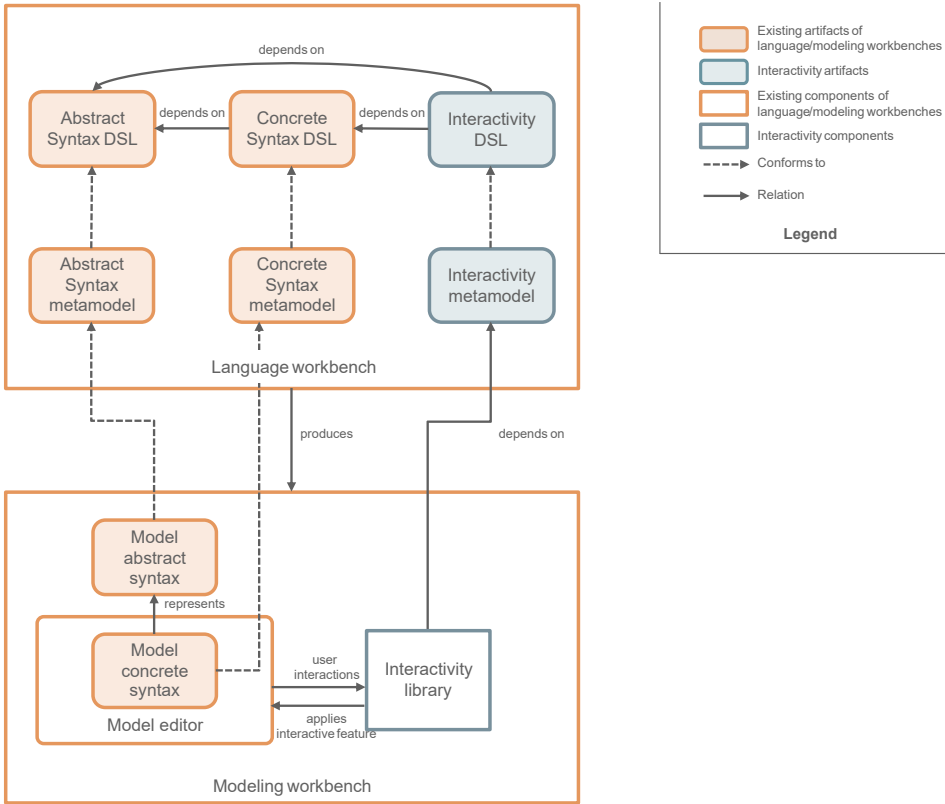 depends on
Abstract
Syntax DSL
depends on
Concrete
Syntax DSL
depends on
Interactivity
DSL
Abstract
Syntax
metamodel
Concrete
Syntax
metamodel
Interactivity
metamodel
Language workbench
produces
depends on
Model
abstract
syntax
represents
Model
concrete
syntax
Model editor
user
interactions
applies
interactive feature
Interactivity
library
Modeling workbench
Existing artifacts of
language/modeling workbenches
Interactivity artifacts
Existing components of
language/modeling workbenches
Interactivity components
Conforms to
Relation
Legend